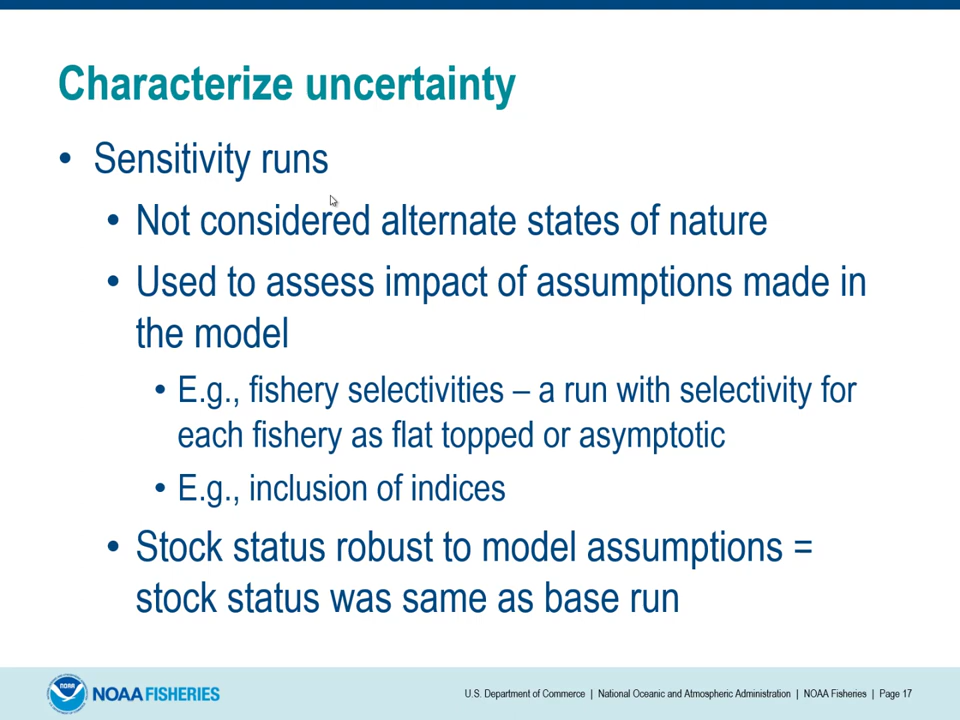 Characterize uncertainty
• Sensitivity runs
• Not considered alternate states of nature
• Used to assess impact of assumptions made in
the model
• E.g., fishery selectivities – a run with selectivity for
each fishery as flat topped or asymptotic
• E.g., inclusion of indices
• Stock status robust to model assumptions =
stock status was same as base run
NOAA
NOAA FISHERIES
U.S. Department of Commerce | National Oceanic and Atmospheric Administration | NOAA Fisheries | Page 17